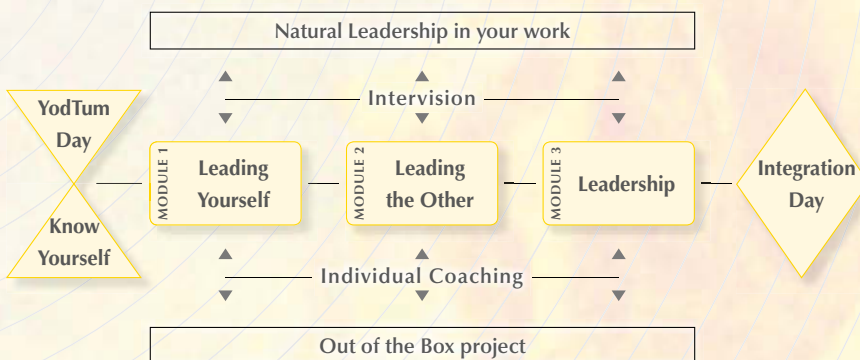 Natural Leadership in your work
Intervision
YodTum
Day
Know
Yourself
MODULE 1
Leading
Yourself
MODULE 2
Leading
the Other
MODULE 3
Leadership
Integration
Day
Individual Coaching
Out of the Box project